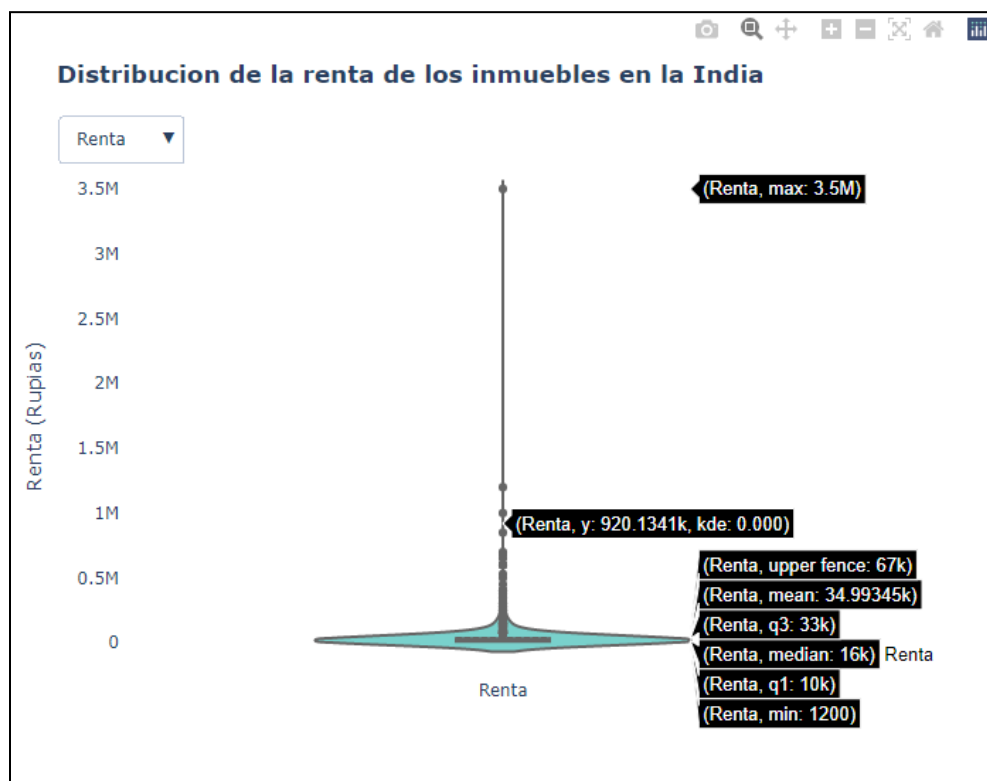 Distribucion de la renta de los inmuebles en la India
Renta ▼
3.5M
3M
2.5M
2M
1.5M
1M
0.5M
0
Renta (Rupias)
(Renta, max: 3.5M)
(Renta, y: 920.1341k, kde: 0.000)
(Renta, upper fence: 67k)
(Renta, mean: 34.99345k)
(Renta, q3: 33k)
(Renta, median: 16k) Renta
(Renta, q1: 10k)
(Renta, min: 1200)
Renta